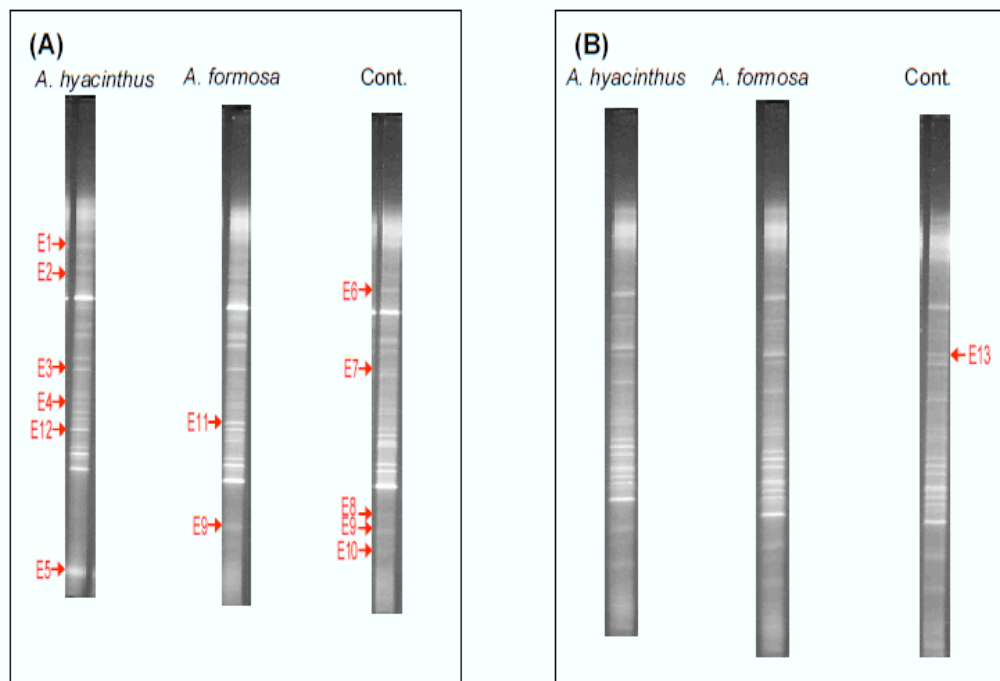 (A)
A. hyacinthus A. formosa Cont.
E1
E2
E6
E3
E7
E4
E11
E12
E8
E9 E9
E10
E5
(B)
A. hyacinthus A. formosa Cont.
E13